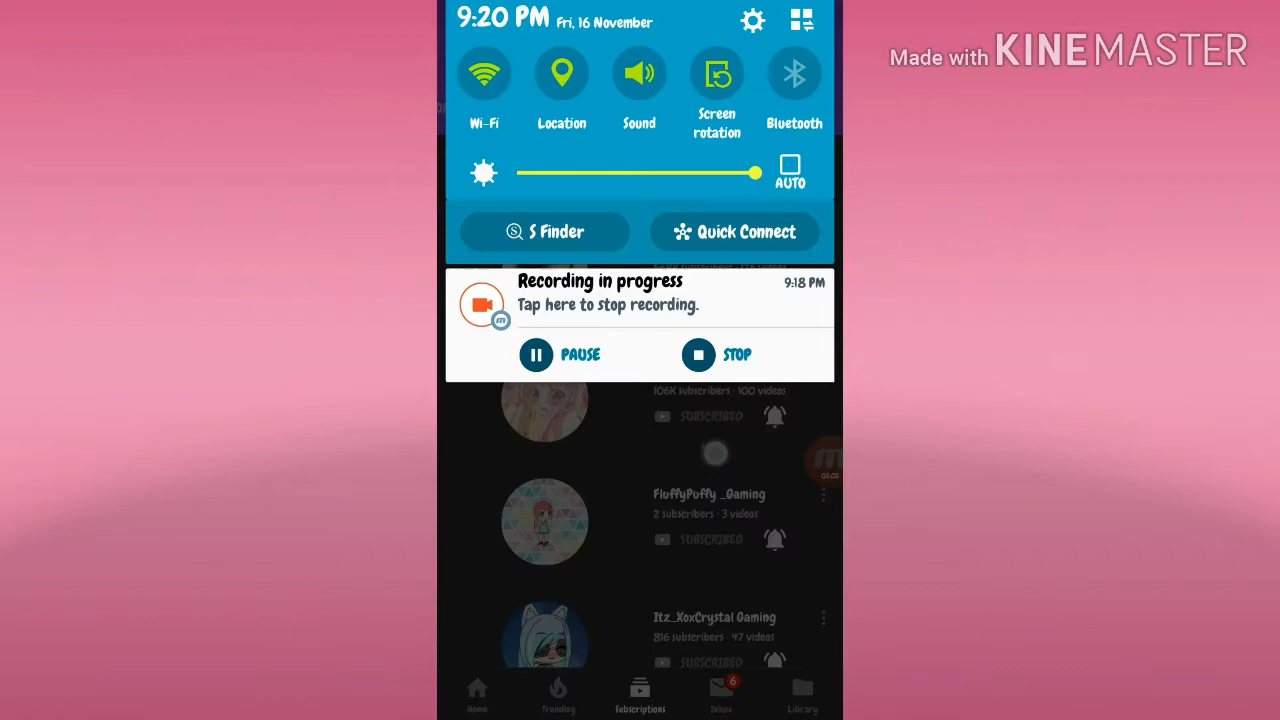 9:20 PM Fri, 16 November
Made with KINEMASTER
Wi-Fi
Location
Sound
Screen
rotation
Bluetooth
AUTO
S Finder
Quick Connect
Recording in progress
9:18 PM
Tap here to stop recording.
PAUSE
STOP
106K subscribers · 100 videos
SUBSCRIBED
02:02
FluffyPuffy _Gaming
2 subscribers · 3 videos
SUBSCRIBED
Itz_XoxCrystal Gaming
816 subscribers · 47 videos
SUBSCRIBED
6
Home
Trending
Subscriptions
Inbox
Library